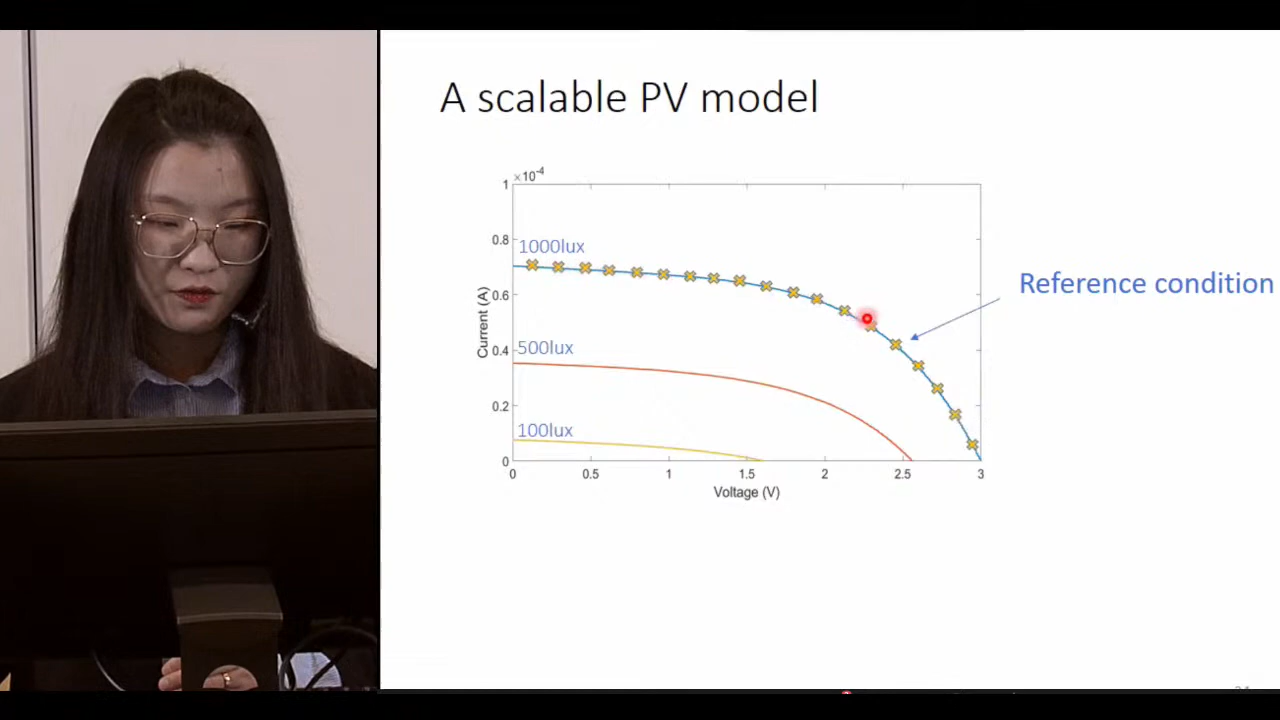 A scalable PV model
×10-4
1
0.8
0.6
0.4
0.2
0
Current (A)
1000lux
500lux
100lux
Reference condition
0 0.5 1 1.5 2 2.5 3
Voltage (V)